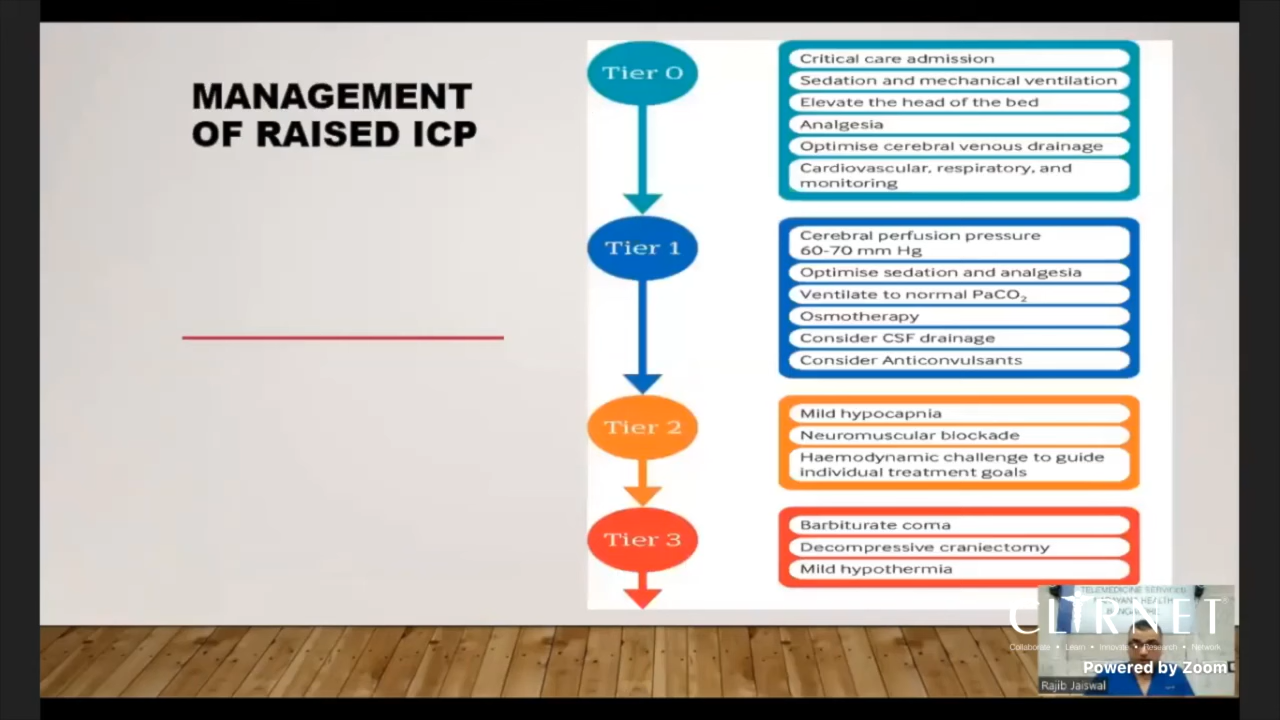 MANAGEMENT
OF RAISED ICP
Tier 0
Critical care admission
Sedation and mechanical ventilation
Elevate the head of the bed
Analgesia
Optimise cerebral venous drainage
Cardiovascular, respiratory, and
monitoring
Tier 1
Cerebral perfusion pressure
60-70 mm Hg
Optimise sedation and analgesia
Ventilate to normal PaCO₂
Osmotherapy
Consider CSF drainage
Consider Anticonvulsants
Tier 2
Mild hypocapnia
Neuromuscular blockade
Haemodynamic challenge to guide
individual treatment goals
Tier 3
Barbiturate coma
Decompressive craniectomy
Mild hypothermia
TELEMEDICINE SERVICES
CLIRNET
Collaborate • Learn • Innovate • Research • Network
Powered by Zoom
Rajib Jaiswal